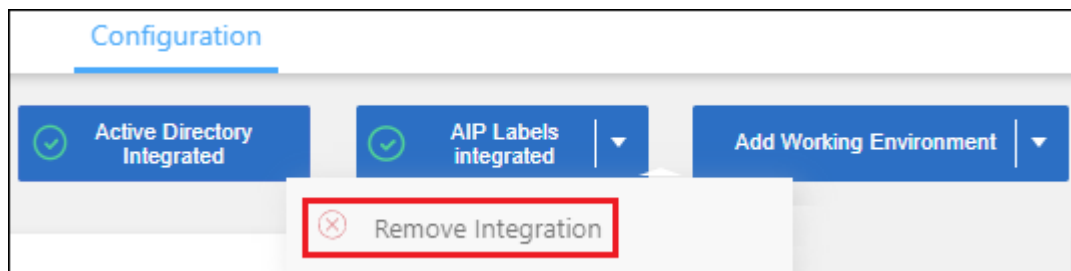 Configuration
Active Directory
Integrated
AIP Labels
integrated
Add Working Environment
Remove Integration